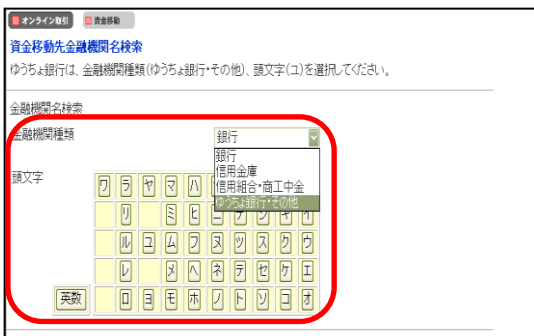 オンライン取引 資金移動
資金移動先金融機関名検索
ゆうちょ銀行は、金融機関種類(ゆうちょ銀行・その他)、頭文字(ユ)を選択してください。
金融機関名検索
金融機関種類 銀行
銀行
信用金庫
信用組合・商工中金
ゆうちょ銀行・その他
頭文字 ワ ラ ヤ マ ハ
リ ミ ヒ
ル ユ ム フ ヌ ツ ス ク ウ
レ メ ヘ ネ テ セ ケ エ
英数 ロ ヨ モ ホ ノ ト ソ コ オ